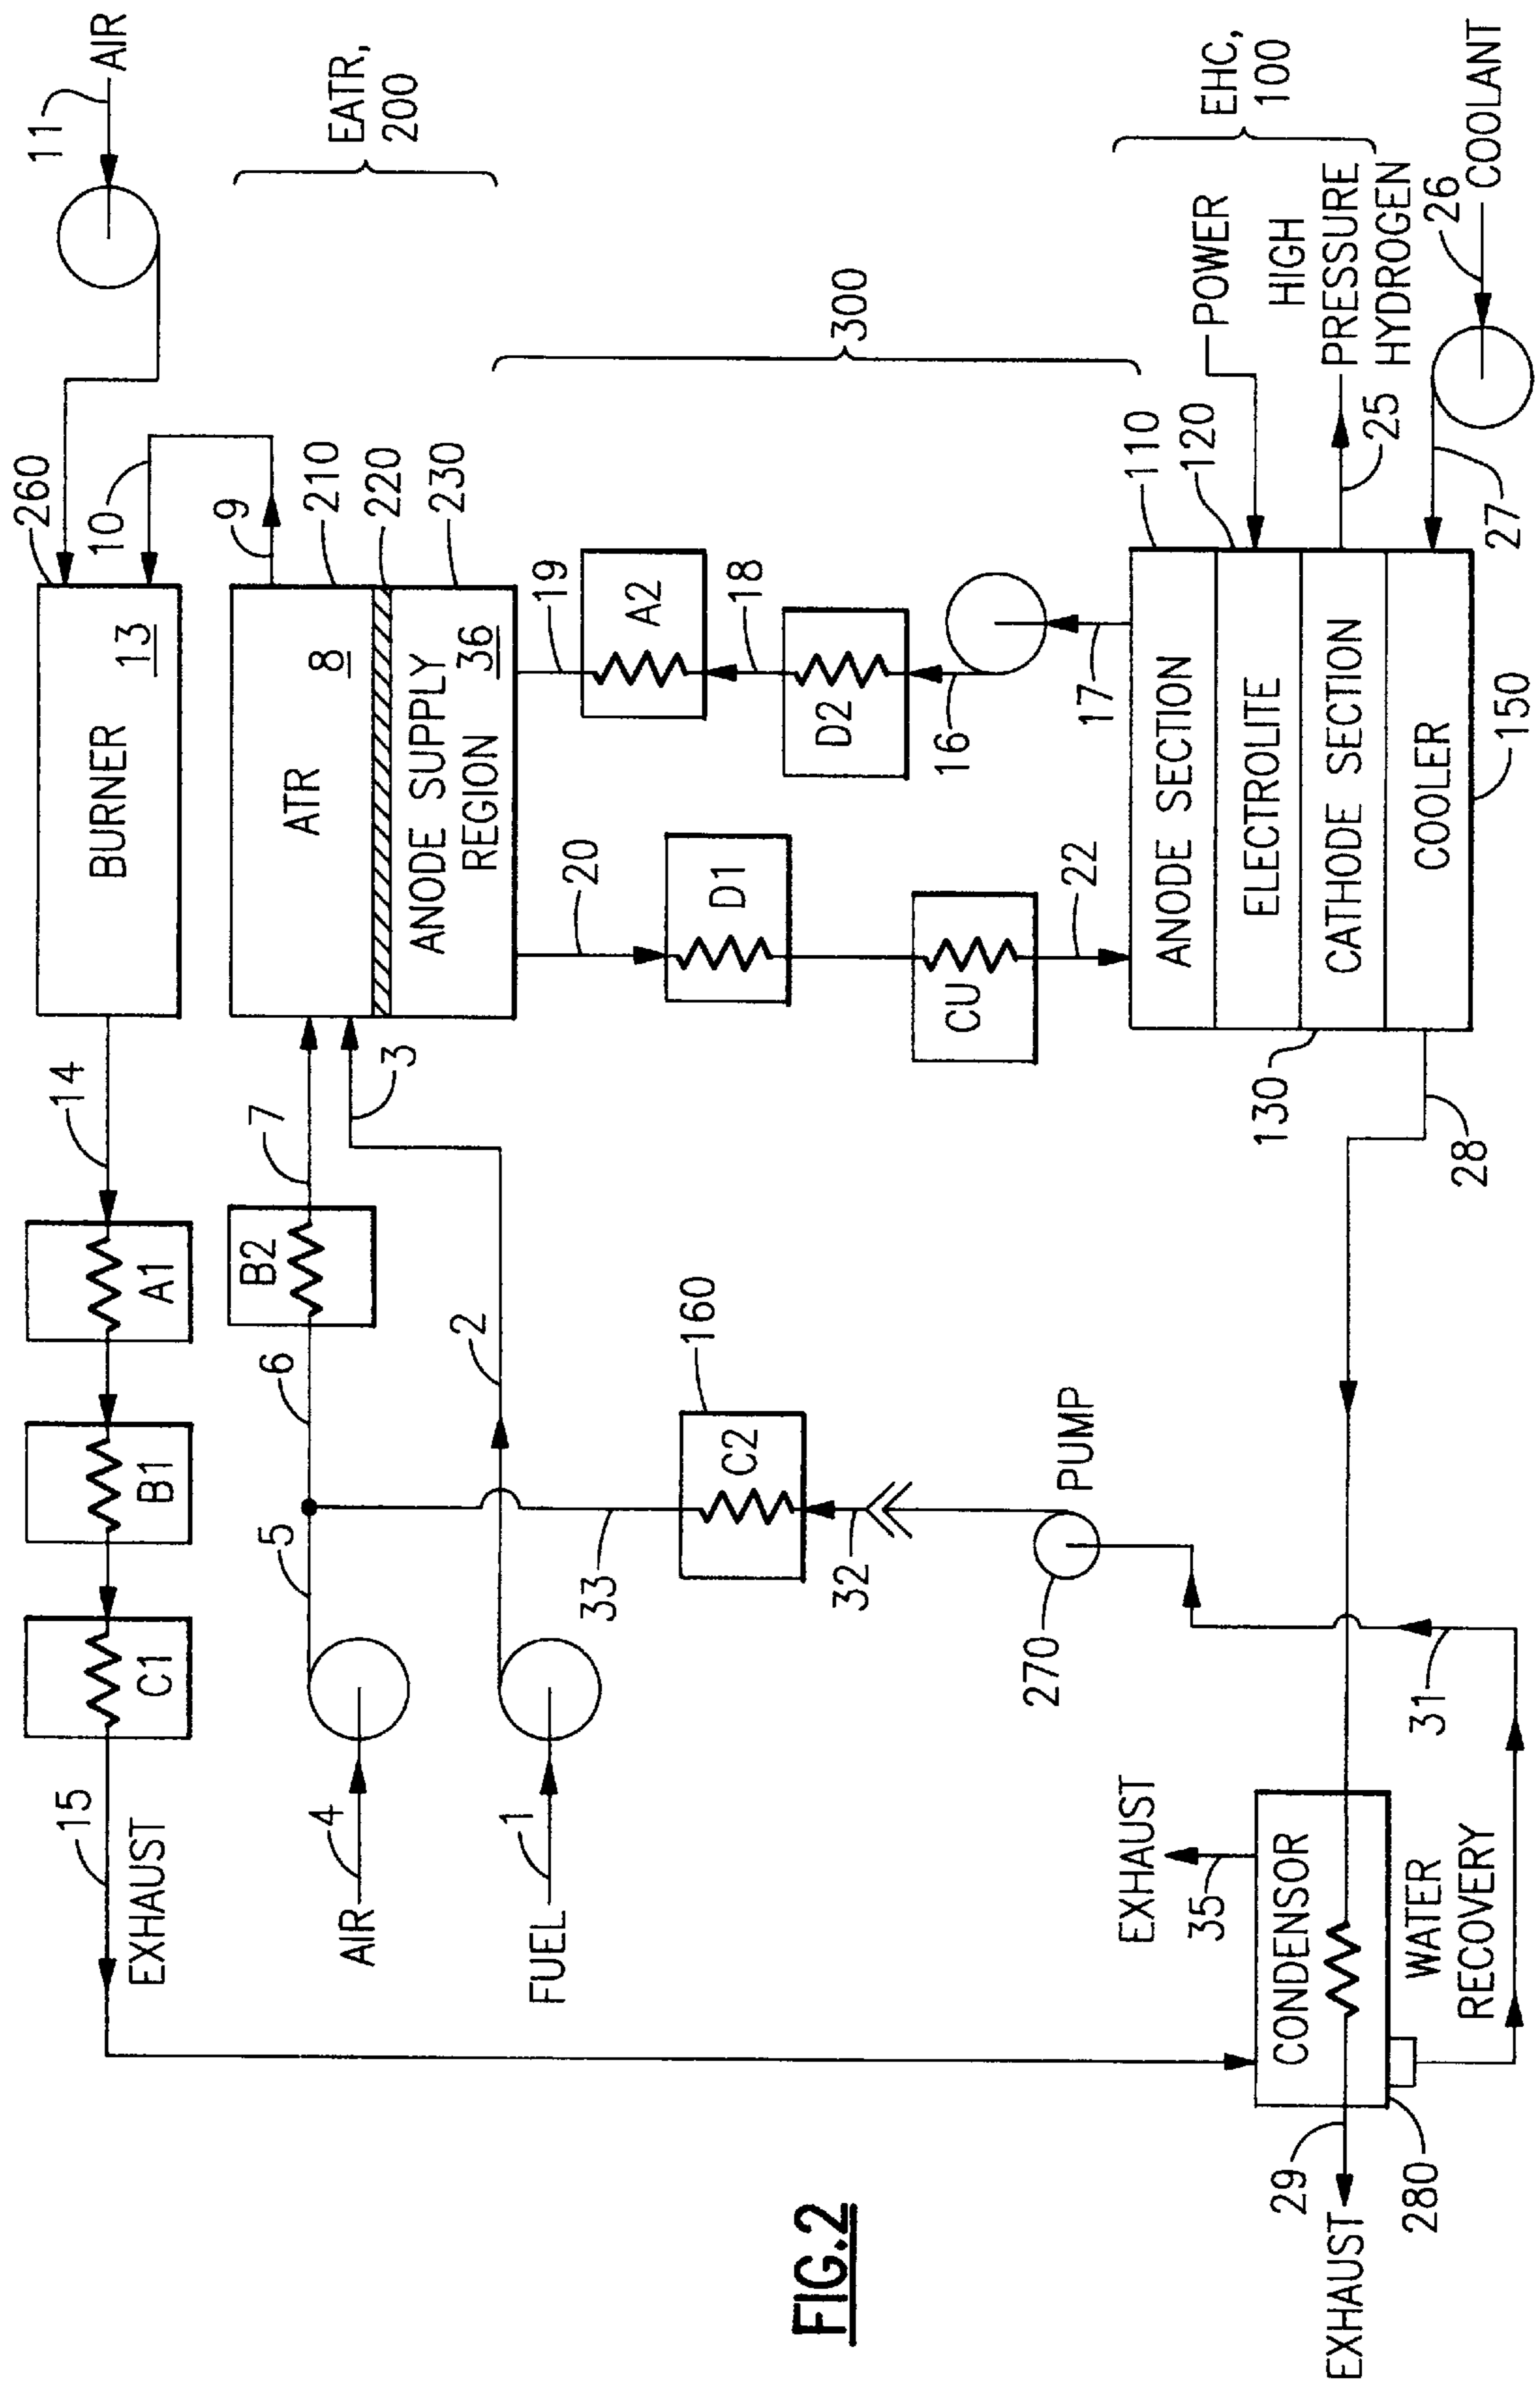 15
EXHAUST
C1
B1
A1
14
BURNER
13
260
10
11
AIR
AIR
4
5
6
B2
7
9
ATR
8
210
220
EATR,
200
FUEL
1
2
3
ANODE SUPPLY
REGION
36
230
33
C2
160
32
20
D1
19
A2
18
D2
16
17
CU
22
300
270
PUMP
EXHAUST
35
CONDENSOR
29
EXHAUST
280
WATER
RECOVERY
31
28
130
ANODE SECTION
ELECTROLITE
CATHODE SECTION
COOLER
150
110
120
POWER
EHC,
100
HIGH
PRESSURE
HYDROGEN
25
26
27
COOLANT
FIG.2